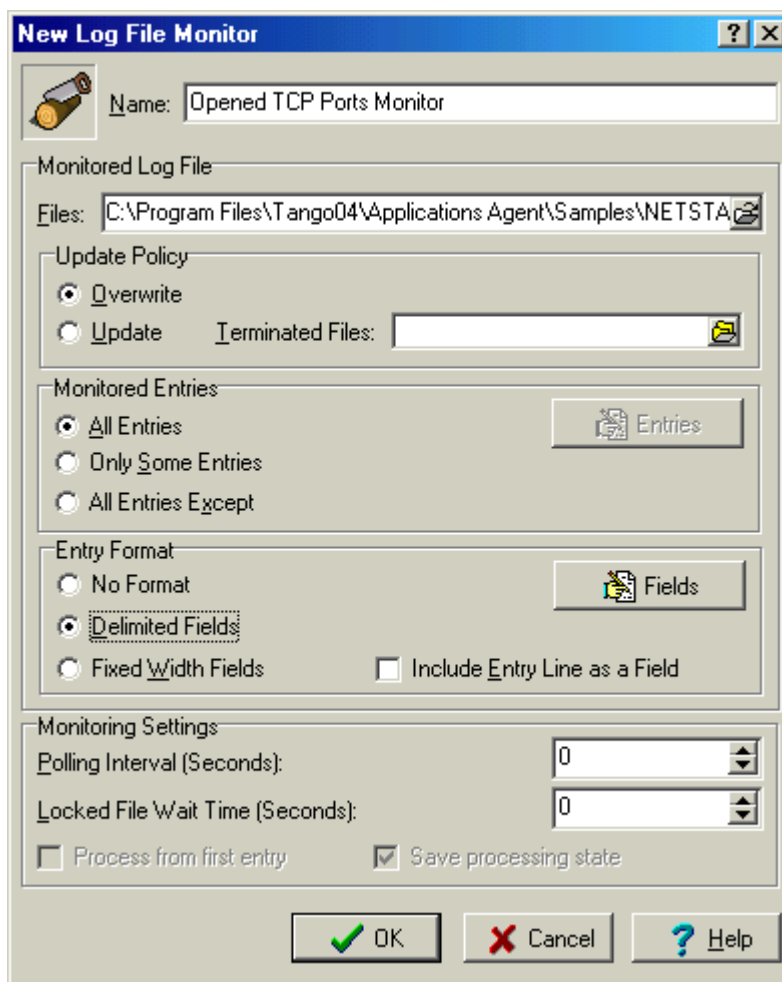 New Log File Monitor
Name: Opened TCP Ports Monitor
Monitored Log File
Files: C:\Program Files\Tango04\Applications Agent\Samples\NETSTA
Update Policy
Overwrite
Update Terminated Files:
Monitored Entries
All Entries Entries
Only Some Entries
All Entries Except
Entry Format
No Format Fields
Delimited Fields
Fixed Width Fields Include Entry Line as a Field
Monitoring Settings
Polling Interval (Seconds): 0
Locked File Wait Time (Seconds): 0
Process from first entry Save processing state
OK Cancel Help